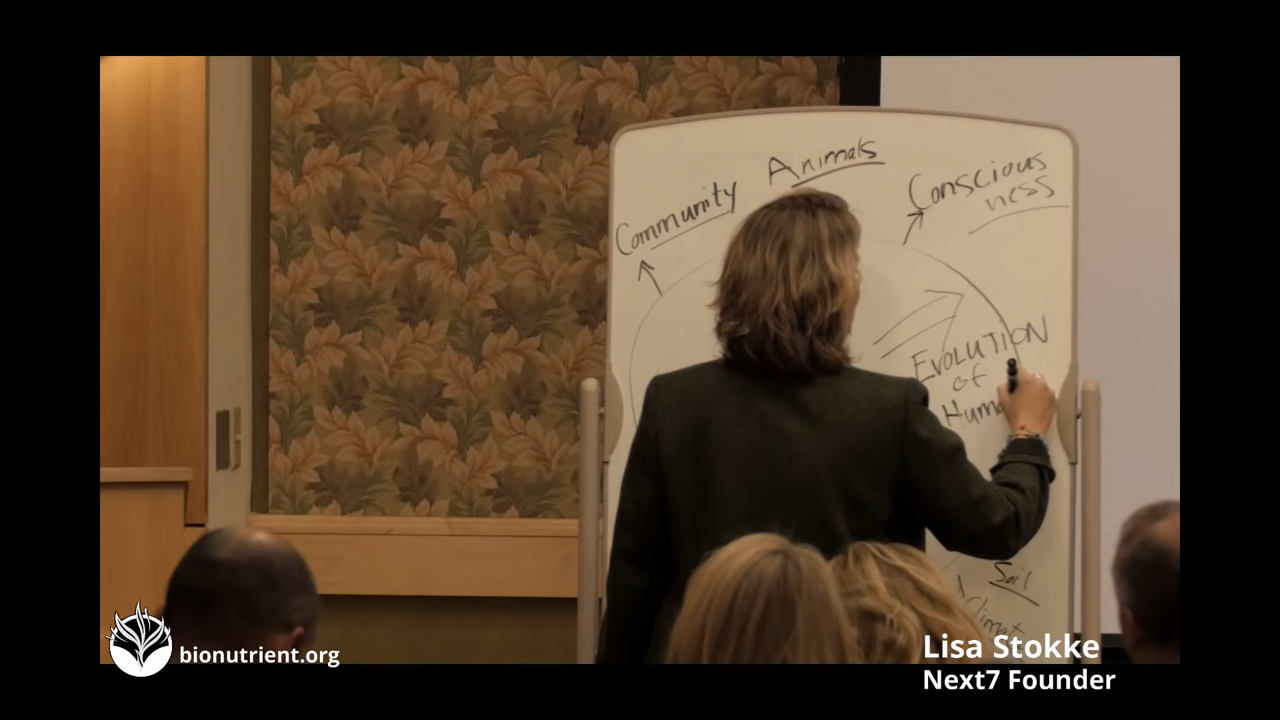 Animals
Community
Conscious
ness
EVOLUTION
of
Soil
bionutrient.org
Lisa Stokke
Next7 Founder